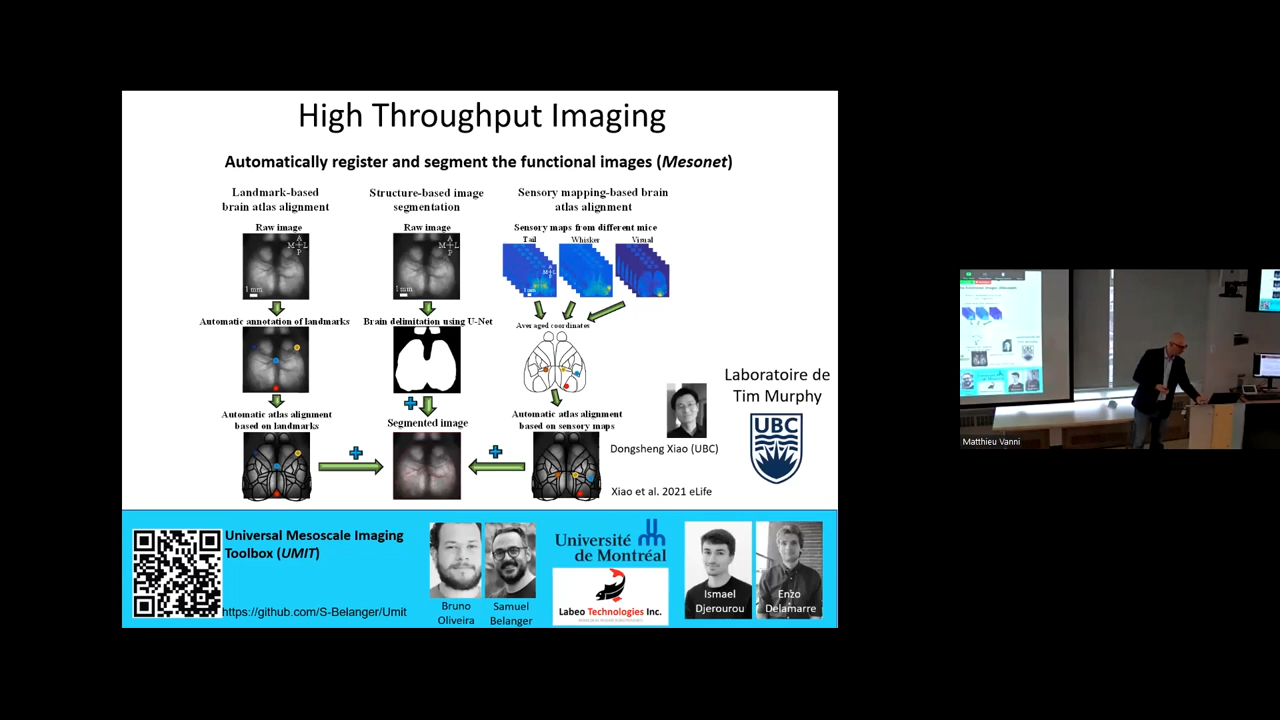 High Throughput Imaging
Automatically register and segment the functional images (Mesonet)
Landmark-based
brain atlas alignment
Raw image
A
M L
P
1 mm
Automatic annotation of landmarks
Automatic atlas alignment
based on landmarks
Structure-based image
segmentation
Raw image
A
M L
P
1 mm
Brain delimitation using U-Net
Segmented image
Sensory mapping-based brain
atlas alignment
Sensory maps from different mice
Tail Whisker Visual
A
M L
P
1 mm
Averaged coordinates
Automatic atlas alignment
based on sensory maps
Dongsheng Xiao (UBC)
Xiao et al. 2021 eLife
Laboratoire de
Tim Murphy
UBC
Universal Mesoscale Imaging
Toolbox (UMIT)
https://github.com/S-Belanger/Umit
Bruno
Oliveira
Samuel
Belanger
Université
de Montréal
Labeo Technologies Inc.
Ismael
Djerourou
Enzo
Delamarre
Matthieu Vanni